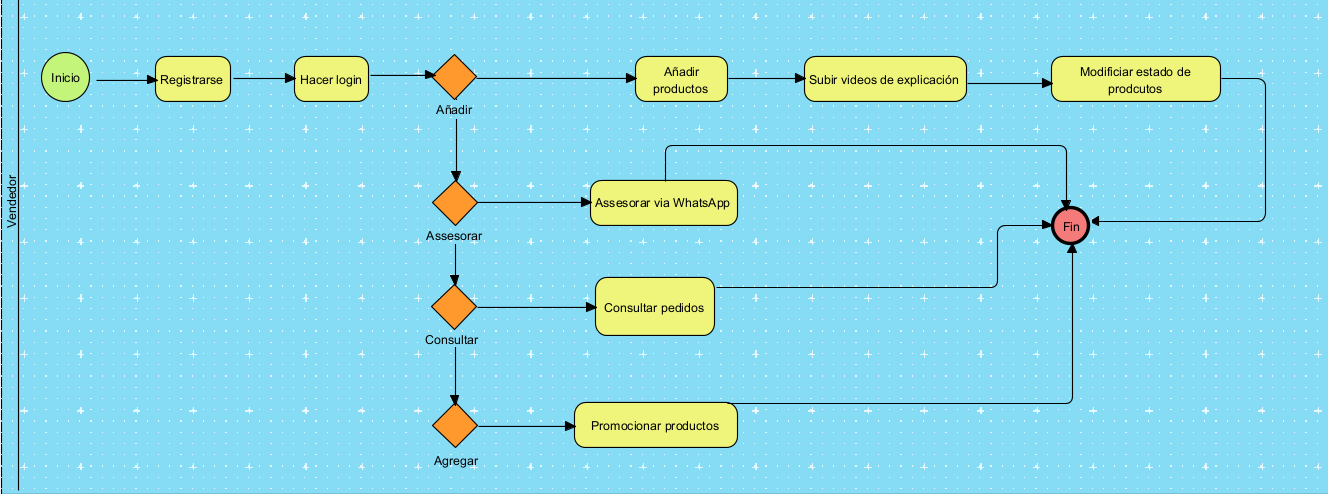 Vendedor
Inicio
Registrarse
Hacer login
Añadir
Añadir
productos
Subir videos de explicación
Modificiar estado de
prodcutos
Assesorar
Assesorar via WhatsApp
Fin
Consultar
Consultar pedidos
Agregar
Promocionar productos